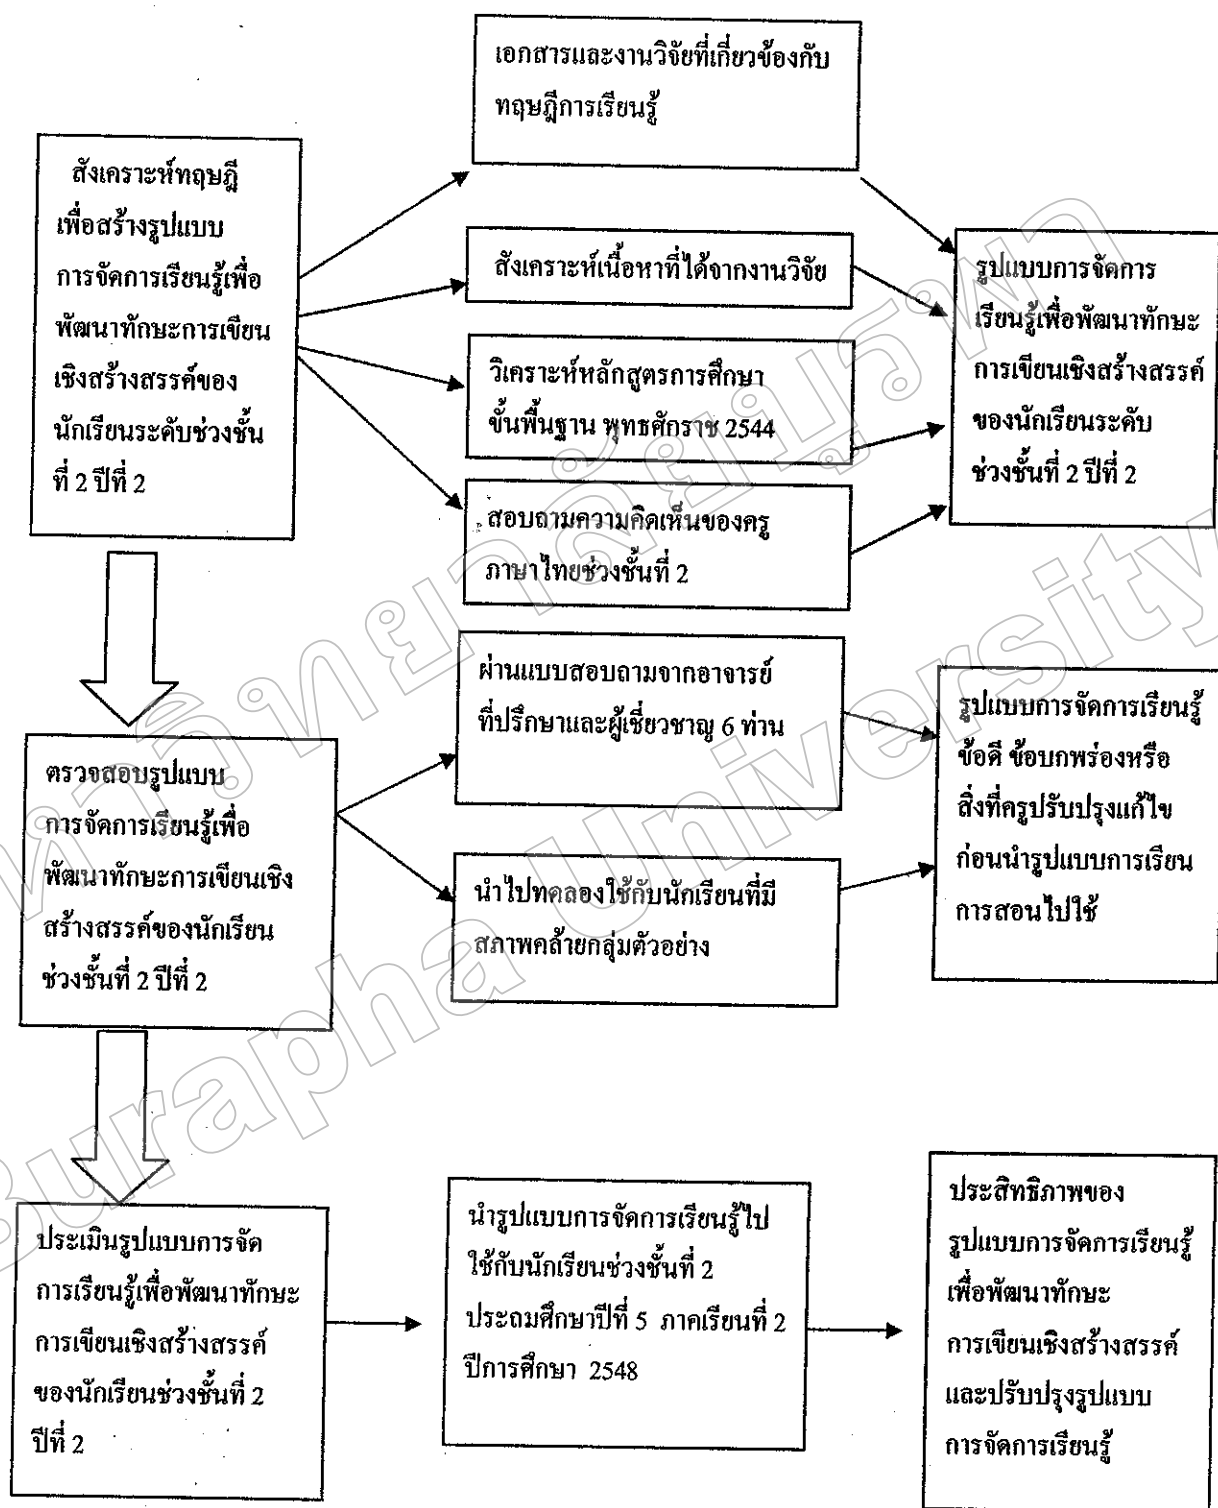 เอกสารและงานวิจัยที่เกี่ยวข้องกับ
ทฤษฎีการเรียนรู้
สังเคราะห์ทฤษฎี
เพื่อสร้างรูปแบบ
การจัดการเรียนรู้เพื่อ
พัฒนาทักษะการเขียน
เชิงสร้างสรรค์ของ
นักเรียนระดับช่วงชั้น
ที่ 2 ปีที่ 2
สังเคราะห์เนื้อหาที่ได้จากงานวิจัย
วิเคราะห์หลักสูตรการศึกษา
ขั้นพื้นฐาน พุทธศักราช 2544
สอบถามความคิดเห็นของครู
ภาษาไทยช่วงชั้นที่ 2
รูปแบบการจัดการ
เรียนรู้เพื่อพัฒนาทักษะ
การเขียนเชิงสร้างสรรค์
ของนักเรียนระดับ
ช่วงชั้นที่ 2 ปีที่ 2
ตรวจสอบรูปแบบ
การจัดการเรียนรู้เพื่อ
พัฒนาทักษะการเขียนเชิง
สร้างสรรค์ของนักเรียน
ช่วงชั้นที่ 2 ปีที่ 2
ผ่านแบบสอบถามจากอาจารย์
ที่ปรึกษาและผู้เชี่ยวชาญ 6 ท่าน
นำไปทดลองใช้กับนักเรียนที่มี
สภาพคล้ายกลุ่มตัวอย่าง
รูปแบบการจัดการเรียนรู้
ข้อดี ข้อบกพร่องหรือ
สิ่งที่ครูปรับปรุงแก้ไข
ก่อนนำรูปแบบการเรียน
การสอนไปใช้
ประเมินรูปแบบการจัด
การเรียนรู้เพื่อพัฒนาทักษะ
การเขียนเชิงสร้างสรรค์
ของนักเรียนช่วงชั้นที่ 2
ปีที่ 2
นำรูปแบบการจัดการเรียนรู้ไป
ใช้กับนักเรียนช่วงชั้นที่ 2
ประถมศึกษาปีที่ 5 ภาคเรียนที่ 2
ปีการศึกษา 2548
ประสิทธิภาพของ
รูปแบบการจัดการเรียนรู้
เพื่อพัฒนาทักษะ
การเขียนเชิงสร้างสรรค์
และปรับปรุงรูปแบบ
การจัดการเรียนรู้
หาวิทยาลัยบูรพา
Burapha University